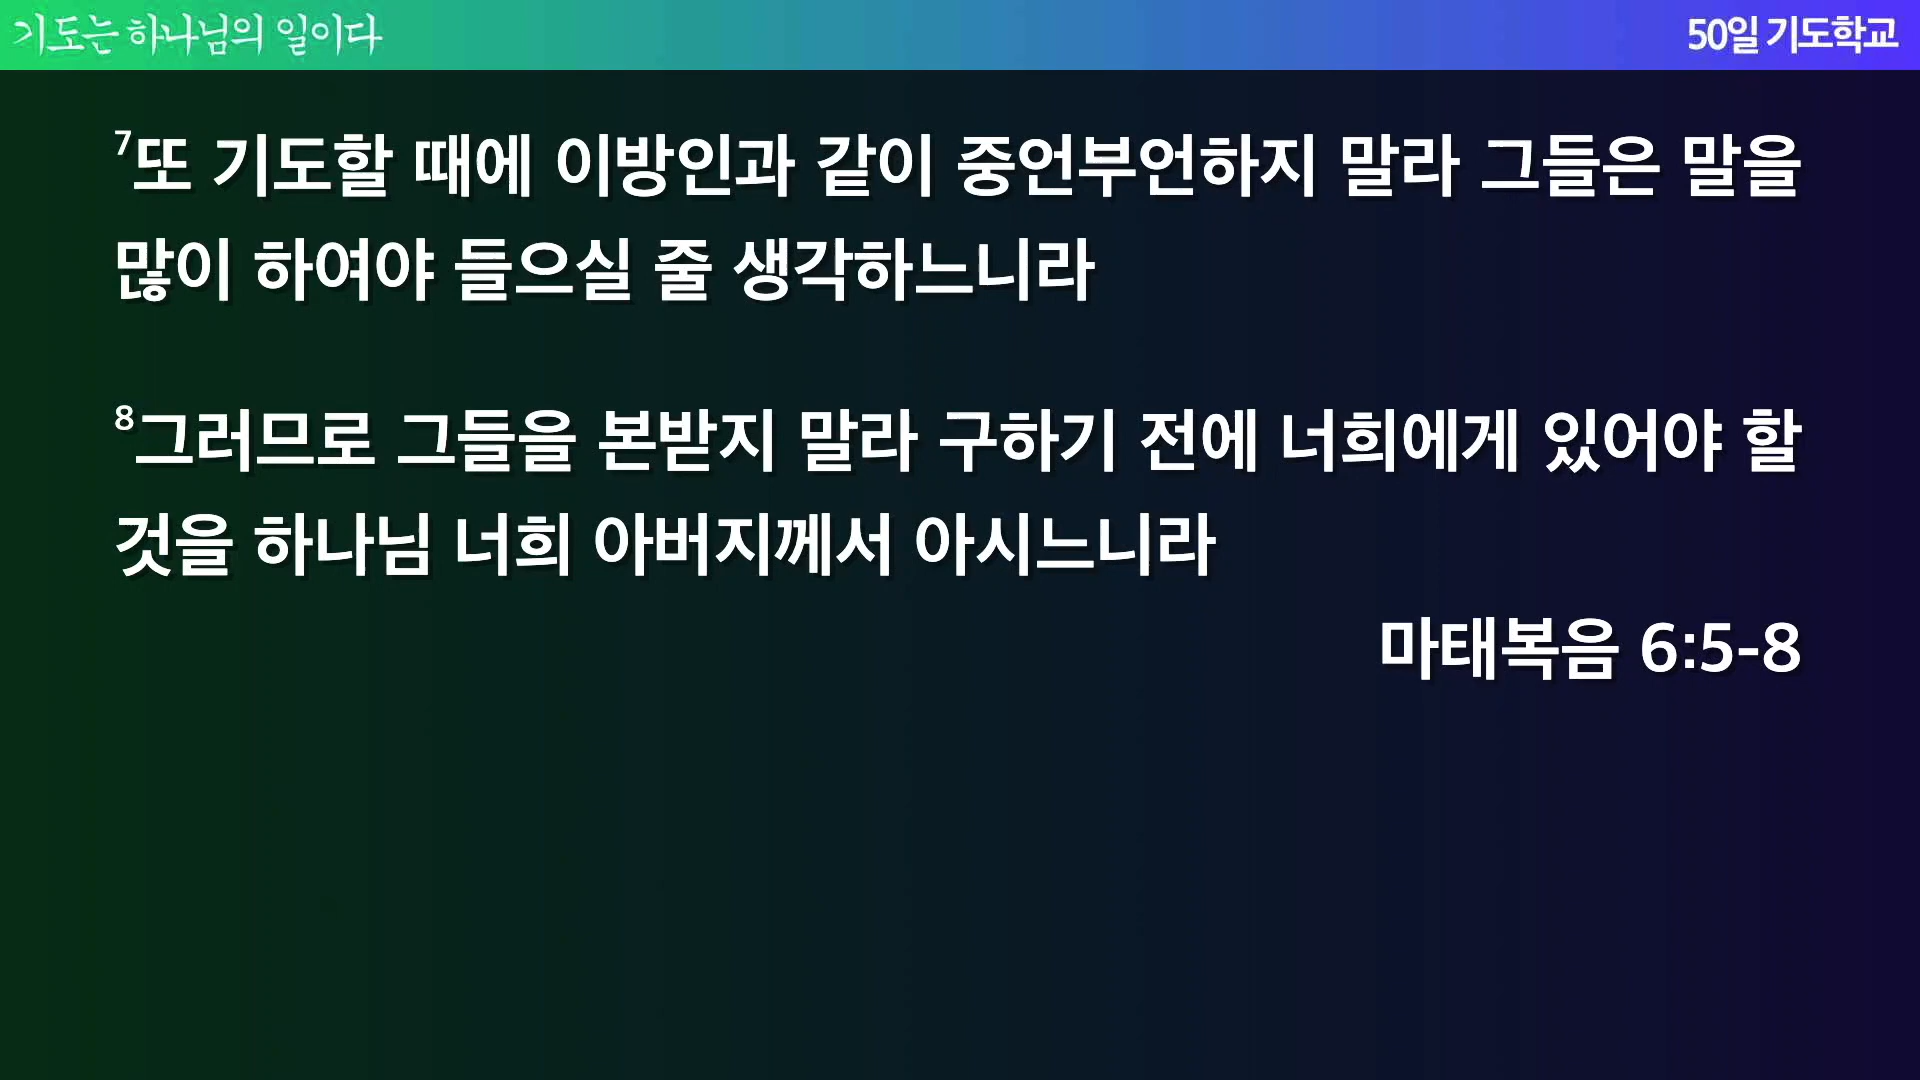 기도는 하나님의 일이다
50일 기도학교
7또 기도할 때에 이방인과 같이 중언부언하지 말라 그들은 말을
많이 하여야 들으실 줄 생각하느니라
8그러므로 그들을 본받지 말라 구하기 전에 너희에게 있어야 할
것을 하나님 너희 아버지께서 아시느니라
마태복음 6:5-8